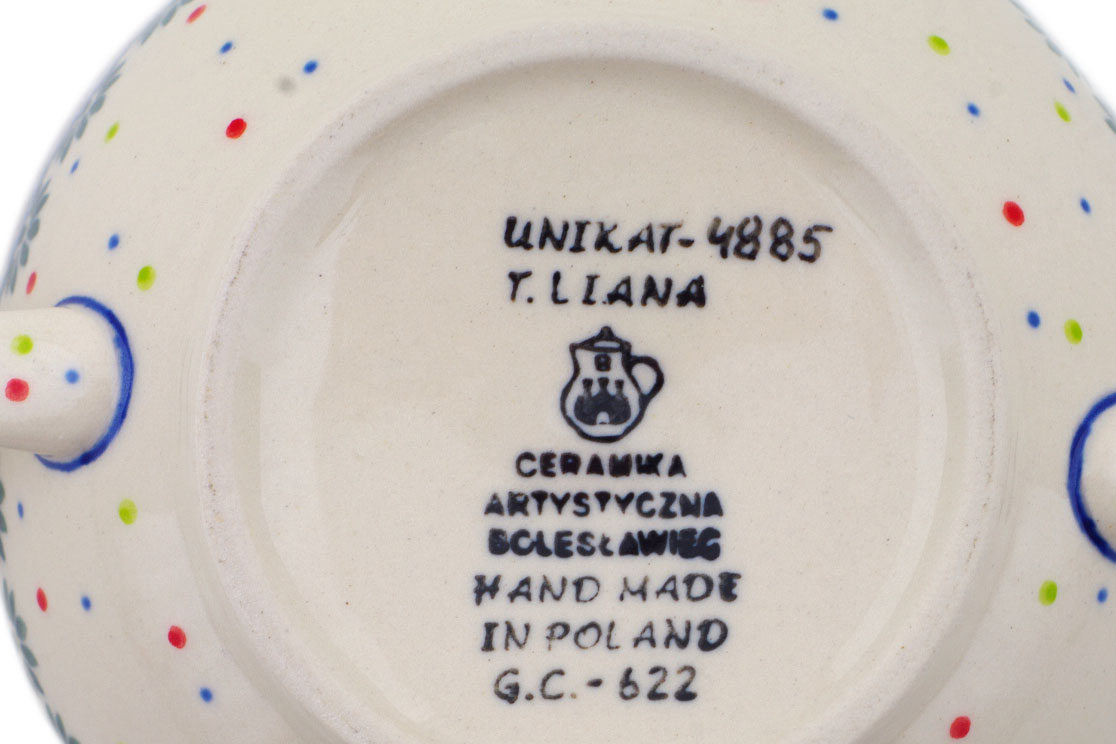 UNIKAT-4885
T. LIANA
CERAMIKA
ARTYSTYCZNA
BOLESŁAWIEC
HAND MADE
IN POLAND
G.C.-622